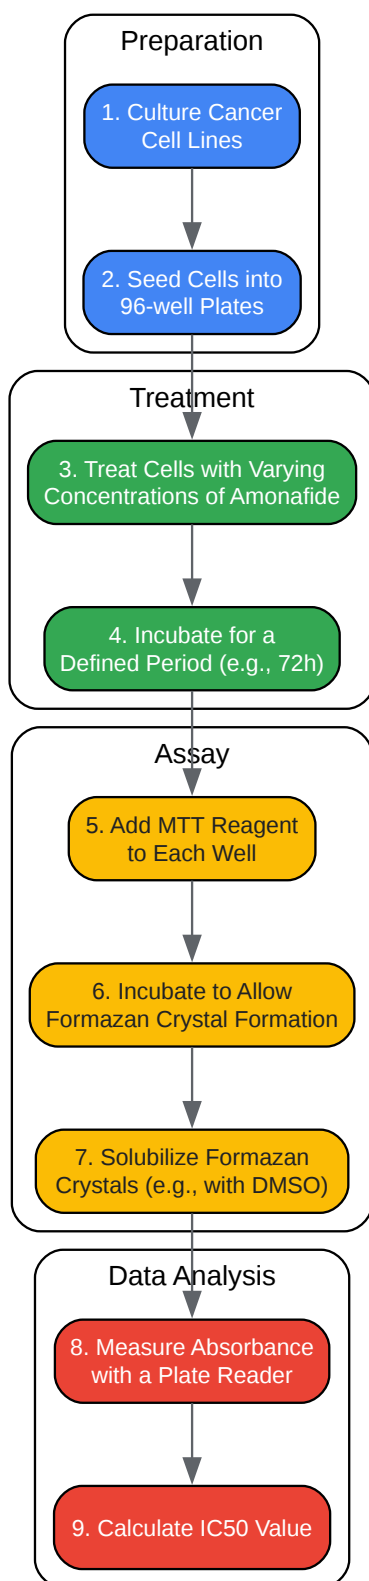 Preparation
1. Culture Cancer
Cell Lines
2. Seed Cells into
96-well Plates
Treatment
3. Treat Cells with Varying
Concentrations of Amonafide
4. Incubate for a
Defined Period (e.g., 72h)
Assay
5. Add MTT Reagent
to Each Well
6. Incubate to Allow
Formazan Crystal Formation
7. Solubilize Formazan
Crystals (e.g., with DMSO)
Data Analysis
8. Measure Absorbance
with a Plate Reader
9. Calculate IC50 Value